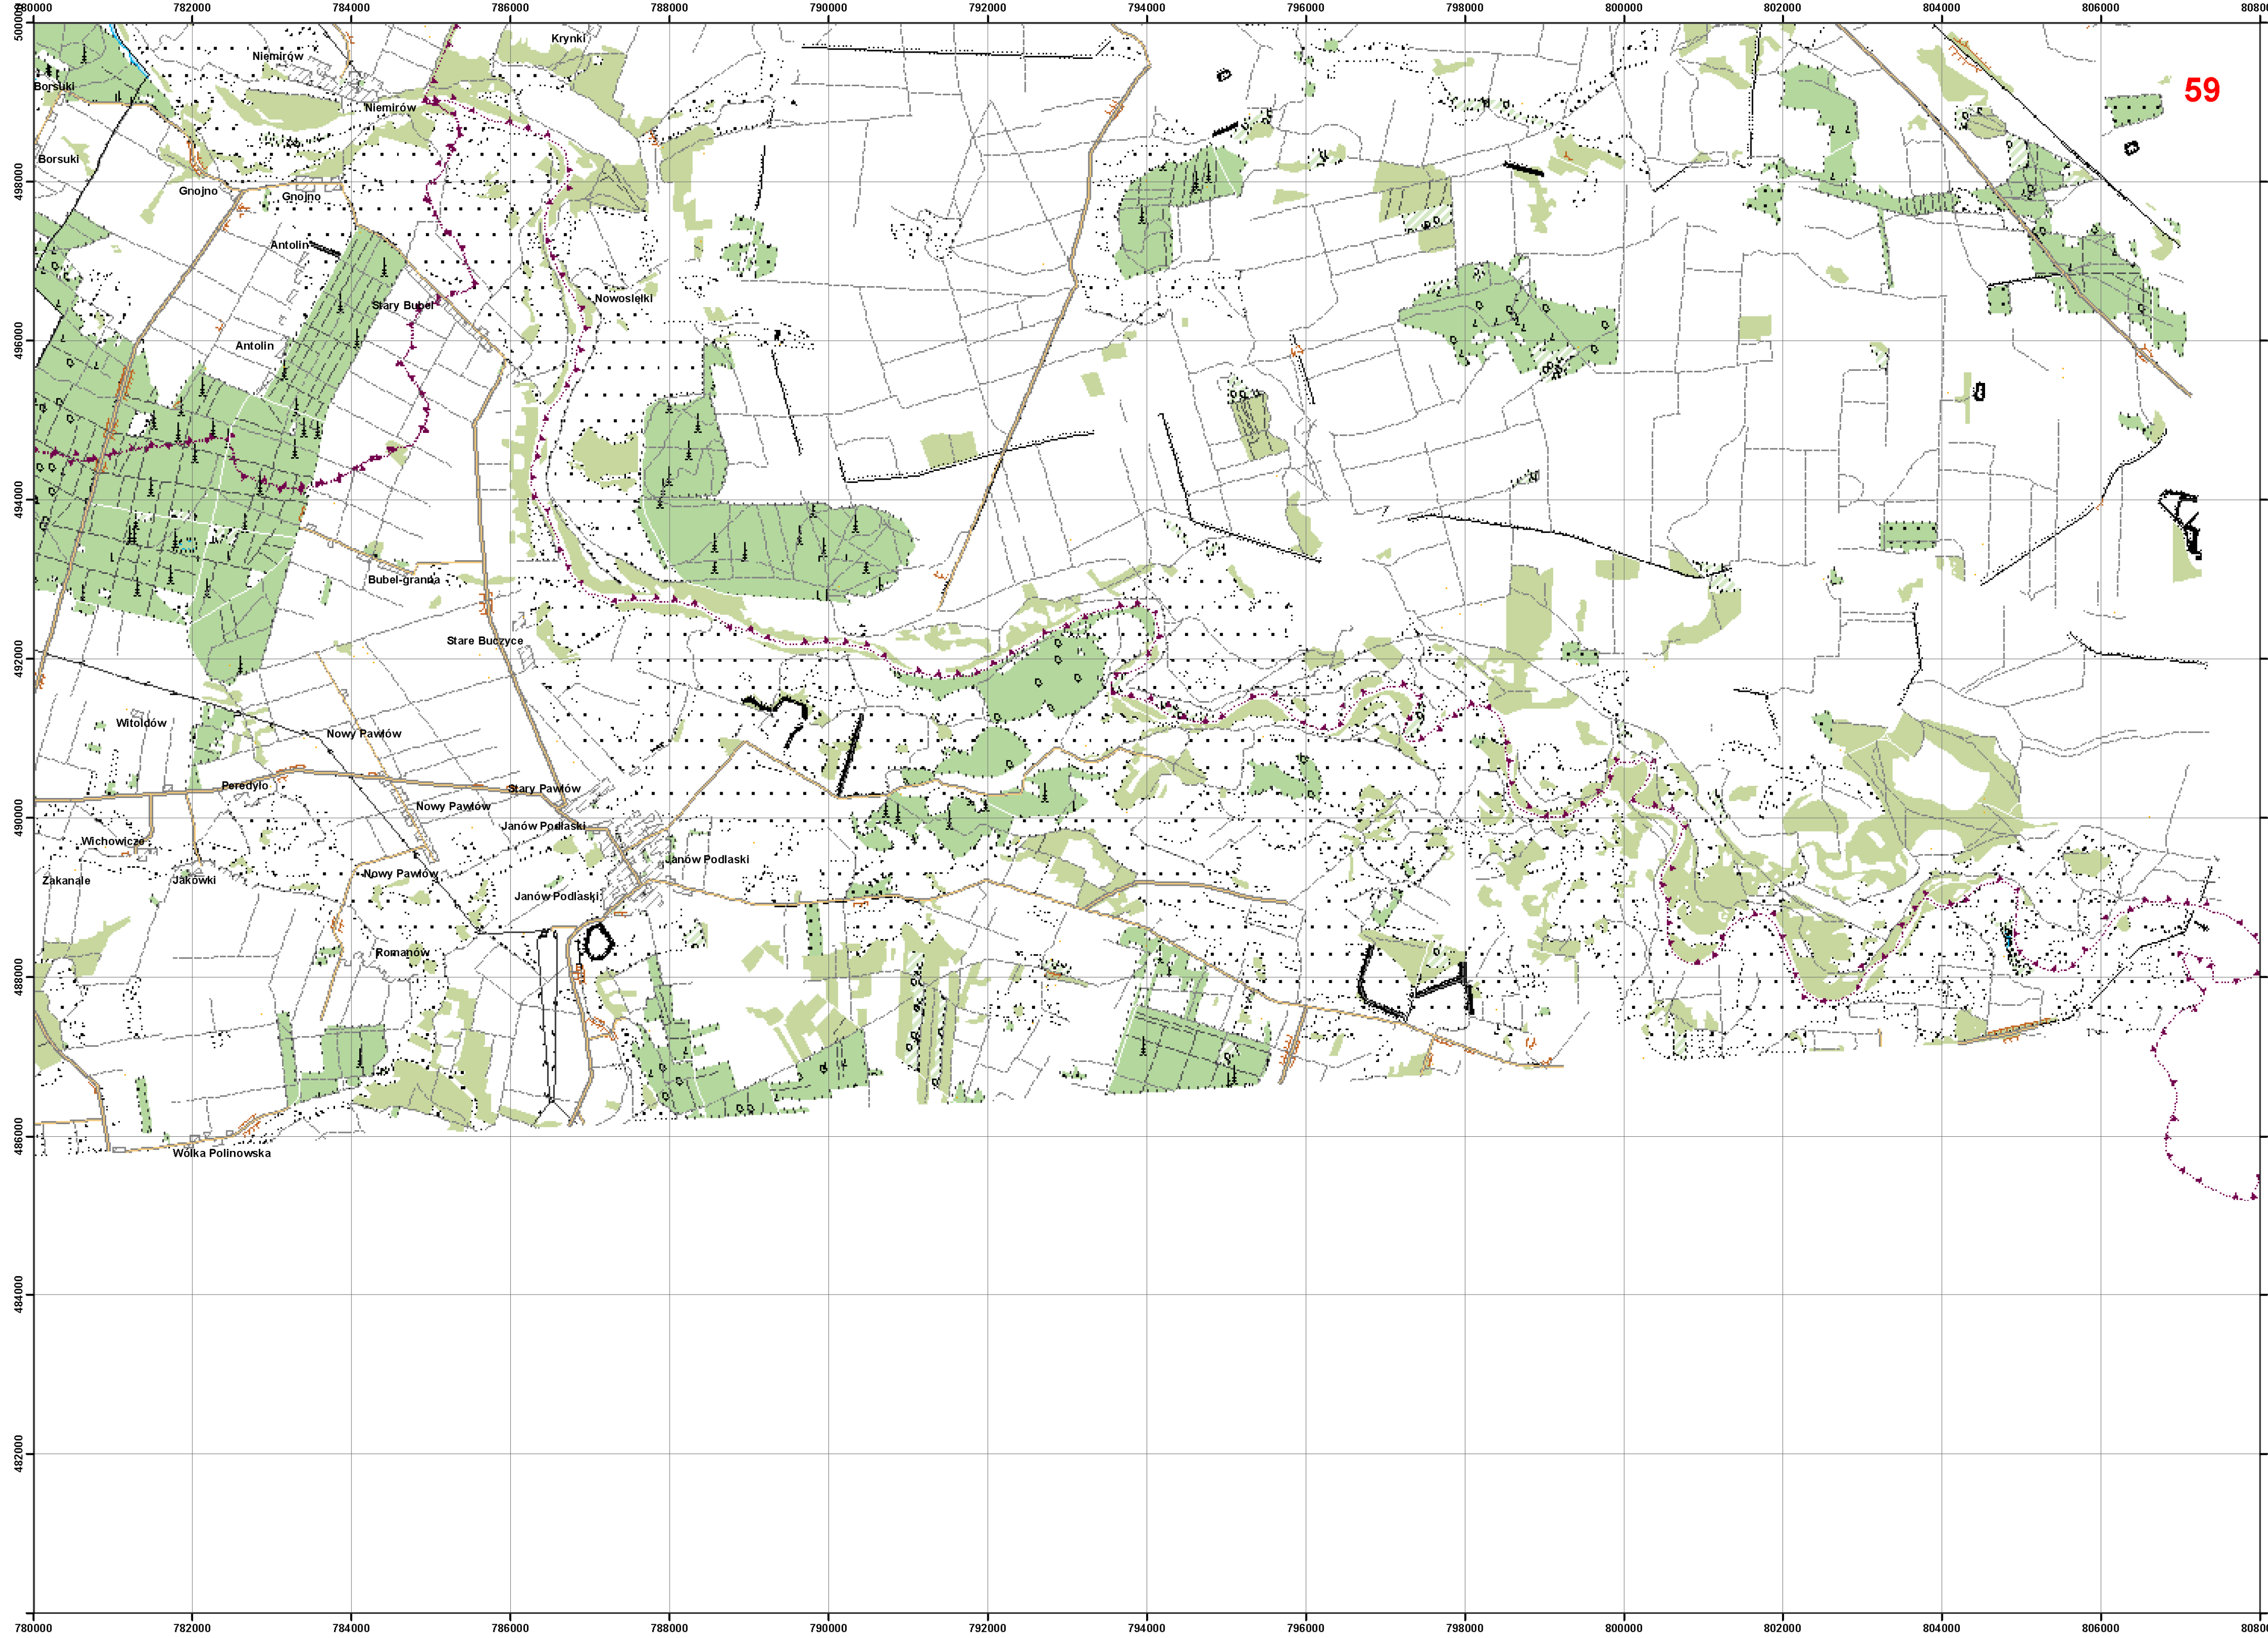 780000 782000 784000 786000 788000 790000 792000 794000 796000 798000 800000 802000 804000 806000
500000
Krynki
Niemirów
59
Borsuki
Niemirów
Borsuki
498000
Gnojno
Gnojno
Antolin
Nowosiełki
Stary Bubel
496000
Antolin
494000
Bubel-granna
Stare Buczyce
492000
Witoldów
Nowy Pawłów
Peredyło
Stary Pawłów
Nowy Pawłów
490000
Janów Podlaski
Wichowicze
Janów Podlaski
Nowy Pawłów
Zakanale
Jakówki
Janów Podlaski
Romanów
488000
486000
Wólka Polinowska
484000
482000
780000 782000 784000 786000 788000 790000 792000 794000 796000 798000 800000 802000 804000 806000